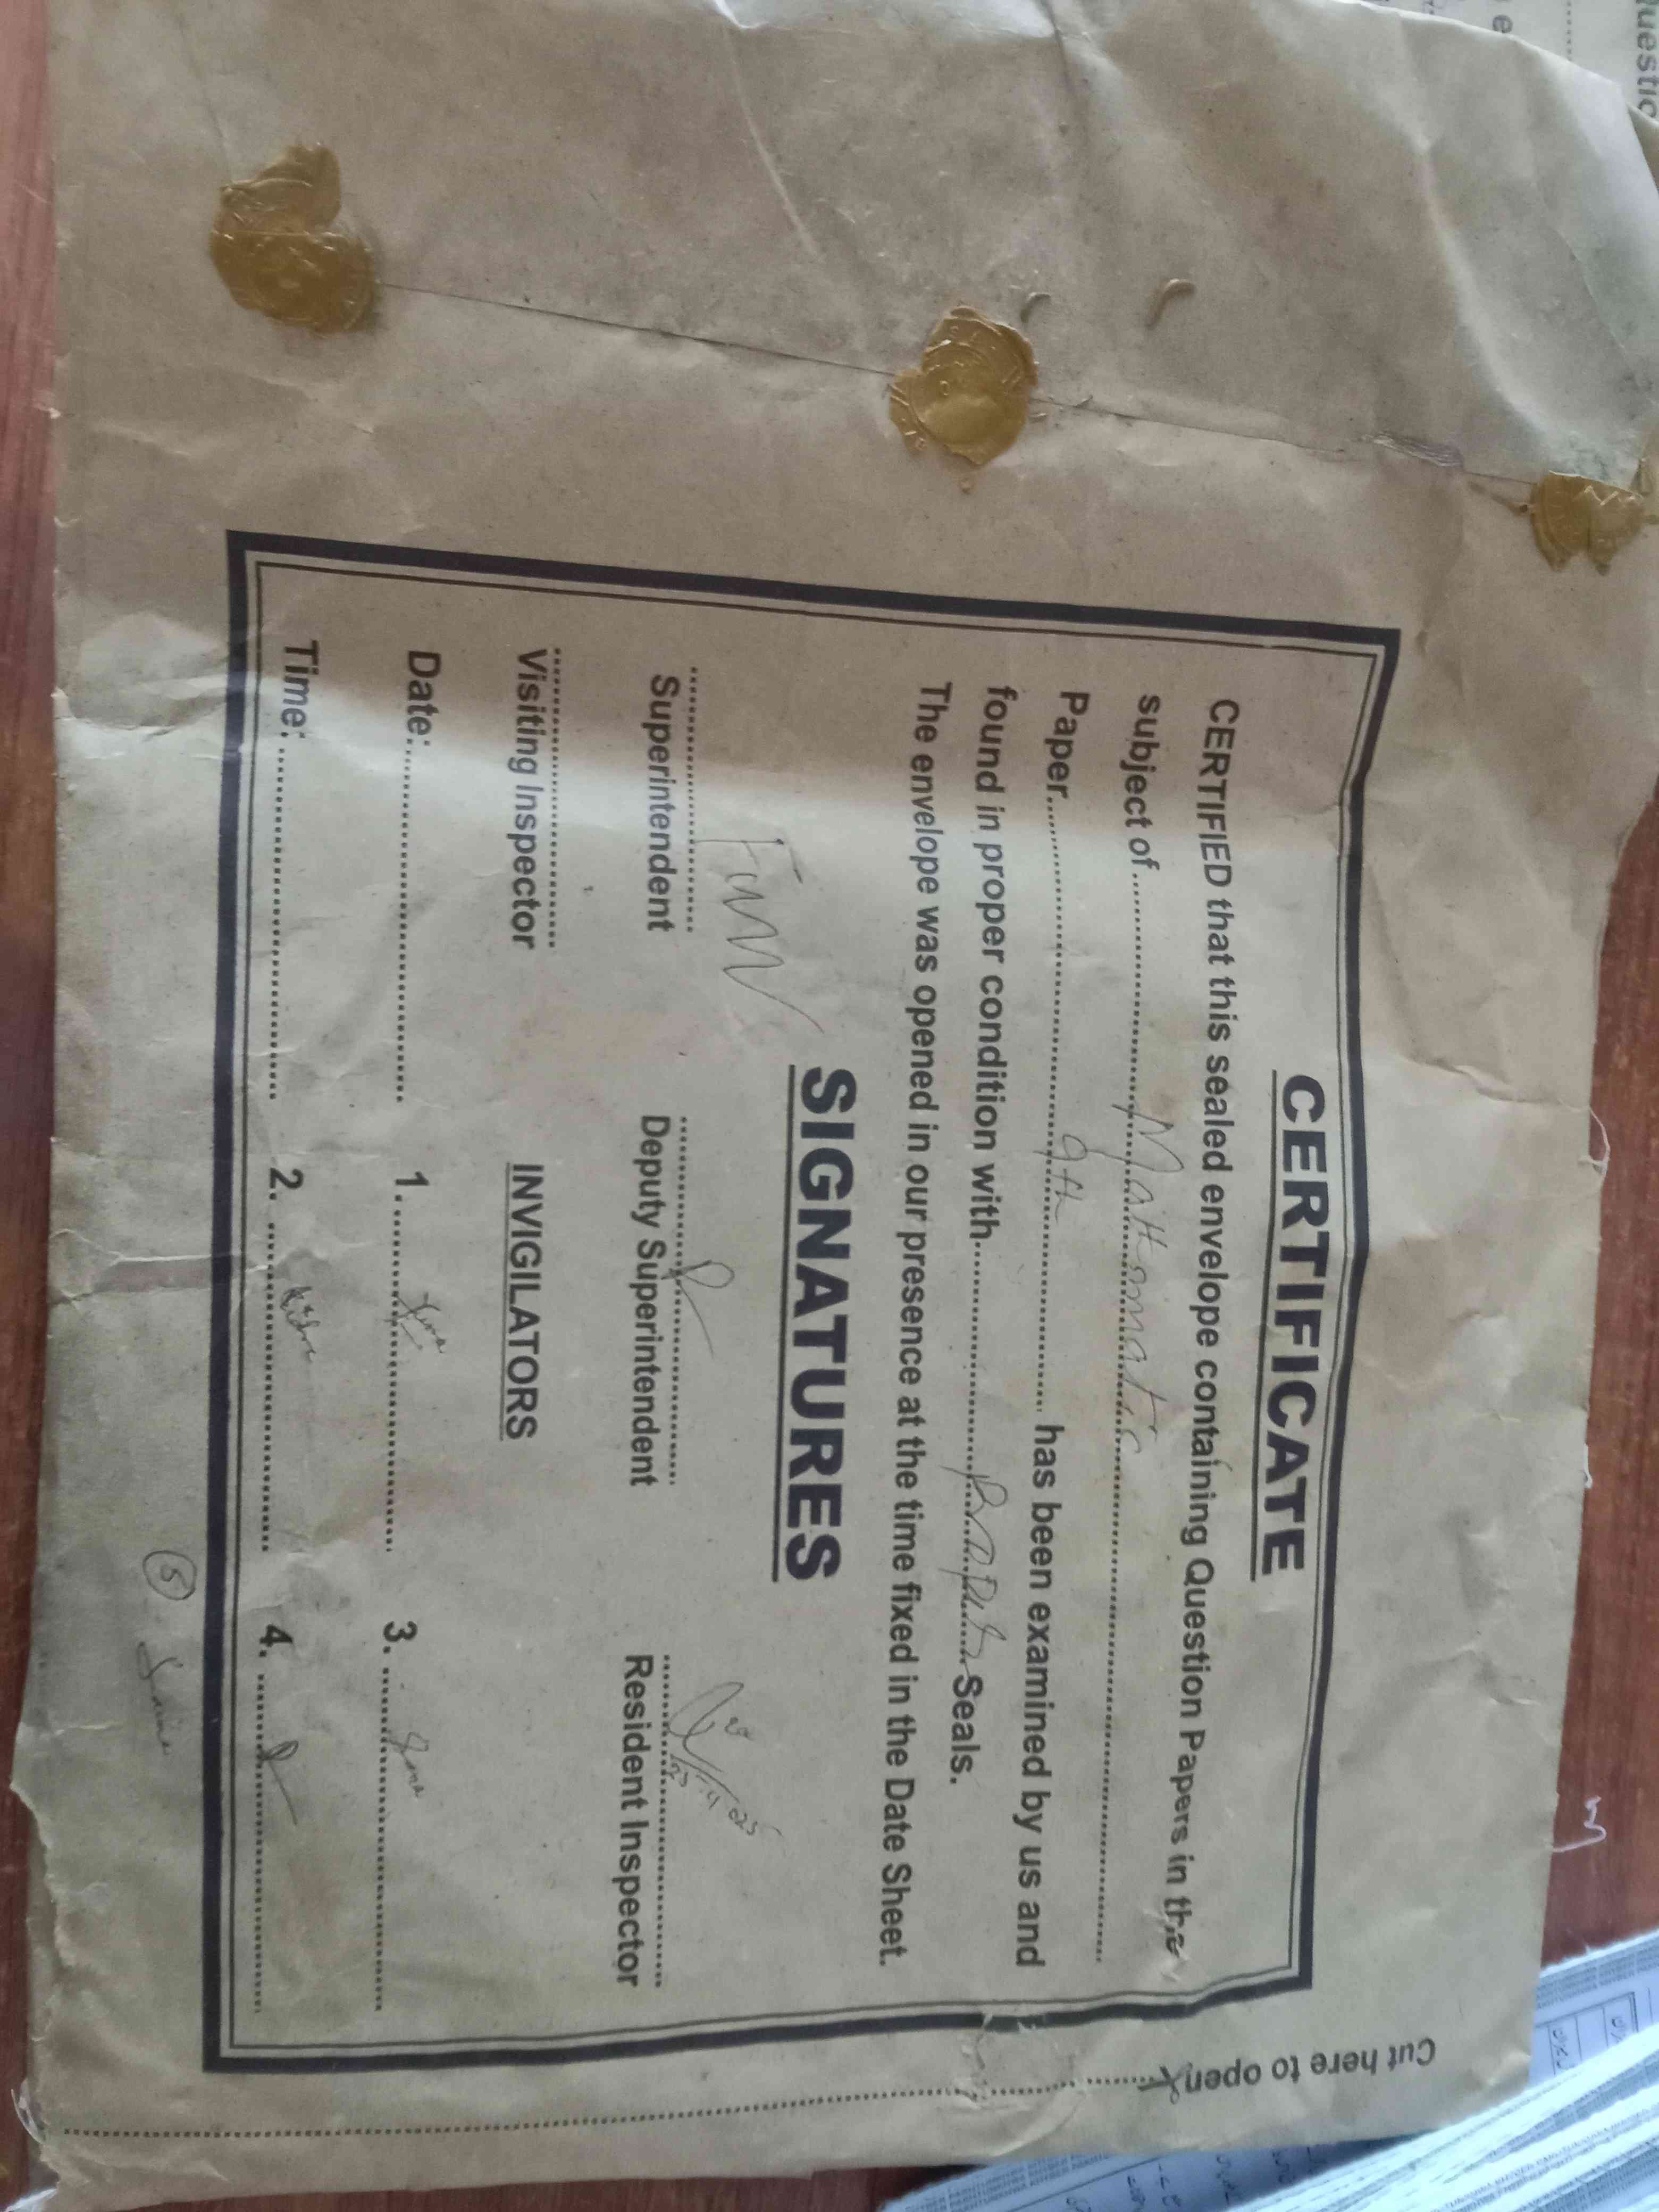 CERTIFICATE
CERTIFIED that this sealed envelope containing Question Papers in the
subject of.......Mathematic.......
Paper.......9th....... has been examined by us and
found in proper condition with..............Seals.
The envelope was opened in our presence at the time fixed in the Date Sheet.
SIGNATURES
Superintendent Deputy Superintendent Resident Inspector
Visiting Inspector INVIGILATORS
Date:.............. 1............... 3...............
Time:.............. 2............... 4...............
5
Cut here to open